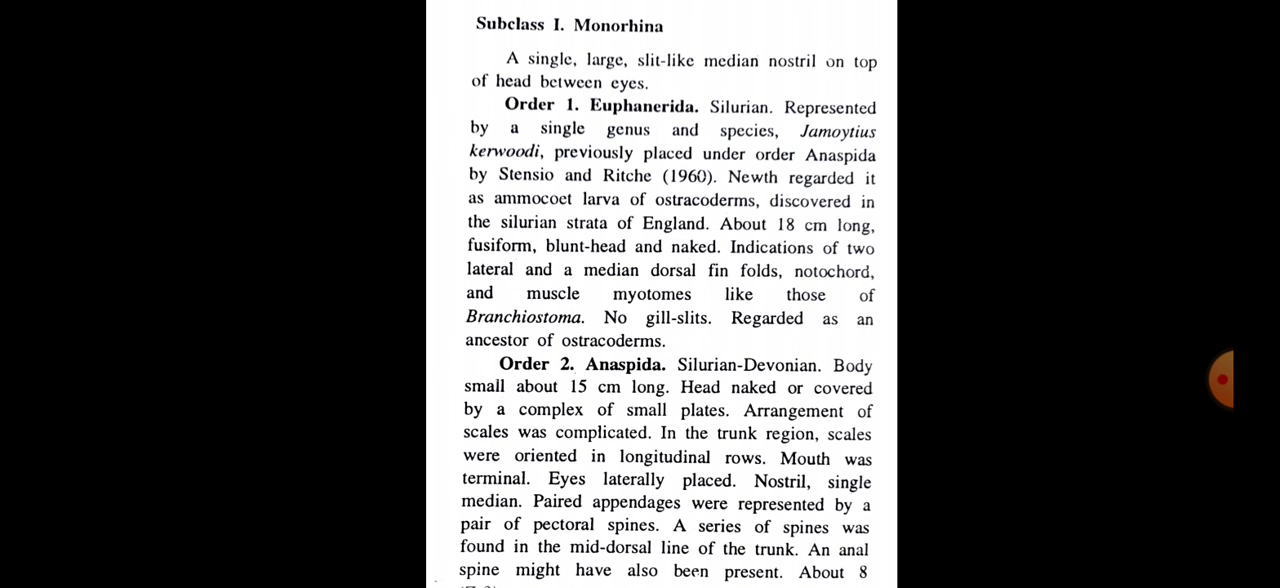 Subclass I. Monorhina
A single, large, slit-like median nostril on top
of head between eyes.
Order 1. Euphanerida. Silurian. Represented
by a single genus and species, Jamoytius
kerwoodi, previously placed under order Anaspida
by Stensio and Ritche (1960). Newth regarded it
as ammocoet larva of ostracoderms, discovered in
the silurian strata of England. About 18 cm long,
fusiform, blunt-head and naked. Indications of two
lateral and a median dorsal fin folds, notochord,
and muscle myotomes like those of
Branchiostoma. No gill-slits. Regarded as an
ancestor of ostracoderms.
Order 2. Anaspida. Silurian-Devonian. Body
small about 15 cm long. Head naked or covered
by a complex of small plates. Arrangement of
scales was complicated. In the trunk region, scales
were oriented in longitudinal rows. Mouth was
terminal. Eyes laterally placed. Nostril, single
median. Paired appendages were represented by a
pair of pectoral spines. A series of spines was
found in the mid-dorsal line of the trunk. An anal
spine might have also been present. About 8